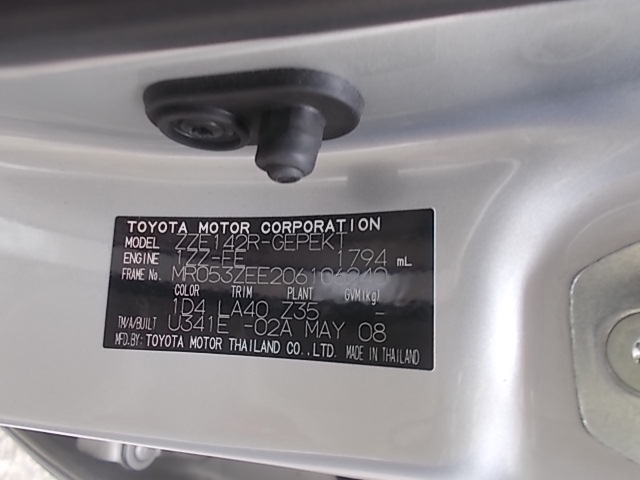 TOYOTA MOTOR CORPORATION
MODEL ZZE142R-GEPEKT
ENGINE 1ZZ-FE 1794 mL
FRAME No.
COLOR TRIM PLANT GVM(kg)
1D4 LA40 Z35 -
TM/A/BUILT U341E -02A MAY 08
MFD.BY: TOYOTA MOTOR THAILAND CO.,LTD. MADE IN THAILAND